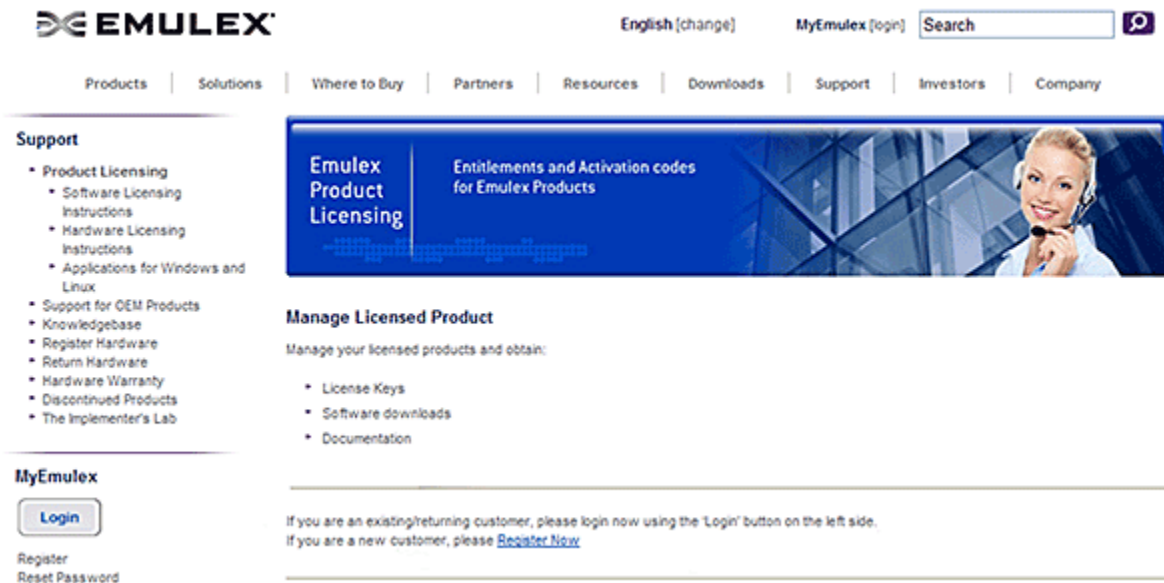 EMULEX
English [change]
MyEmulex [login]
Search
Products
Solutions
Where to Buy
Partners
Resources
Downloads
Support
Investors
Company
Support
Product Licensing
Software Licensing
Instructions
Hardware Licensing
Instructions
Applications for Windows and
Linux
Support for OEM Products
Knowledgebase
Register Hardware
Return Hardware
Hardware Warranty
Discontinued Products
The Implementer's Lab
MyEmulex
Login
Register
Reset Password
Emulex
Product
Licensing
Entitlements and Activation codes
for Emulex Products
Manage Licensed Product
Manage your licensed products and obtain:
License Keys
Software downloads
Documentation
If you are an existing/returning customer, please login now using the 'Login' button on the left side.
If you are a new customer, please Register Now